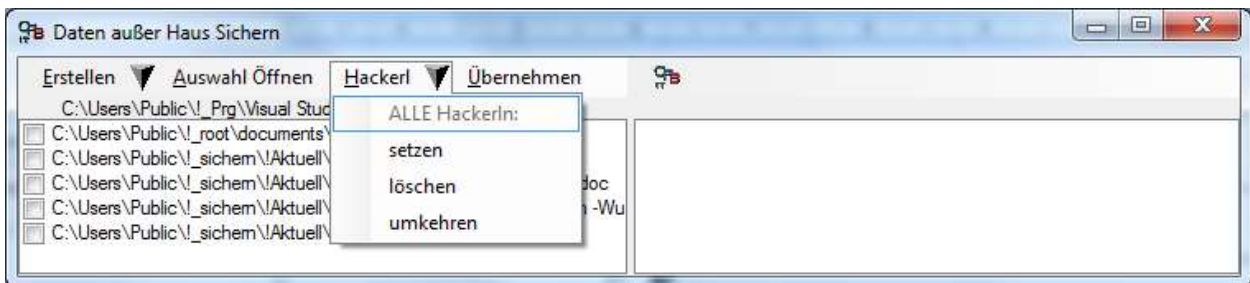 Daten außer Haus Sichern
Erstellen Auswahl Öffnen Hackerl Übernehmen
C:\Users\Public\!_Prg\Visual Stud
ALLE Hackerln:
C:\Users\Public\!_root\documents\
setzen
C:\Users\Public\!_sichern\!Aktuell\
C:\Users\Public\!_sichern\!Aktuell\ doc
löschen
C:\Users\Public\!_sichern\!Aktuell\ -Wu
umkehren
C:\Users\Public\!_sichern\!Aktuell\